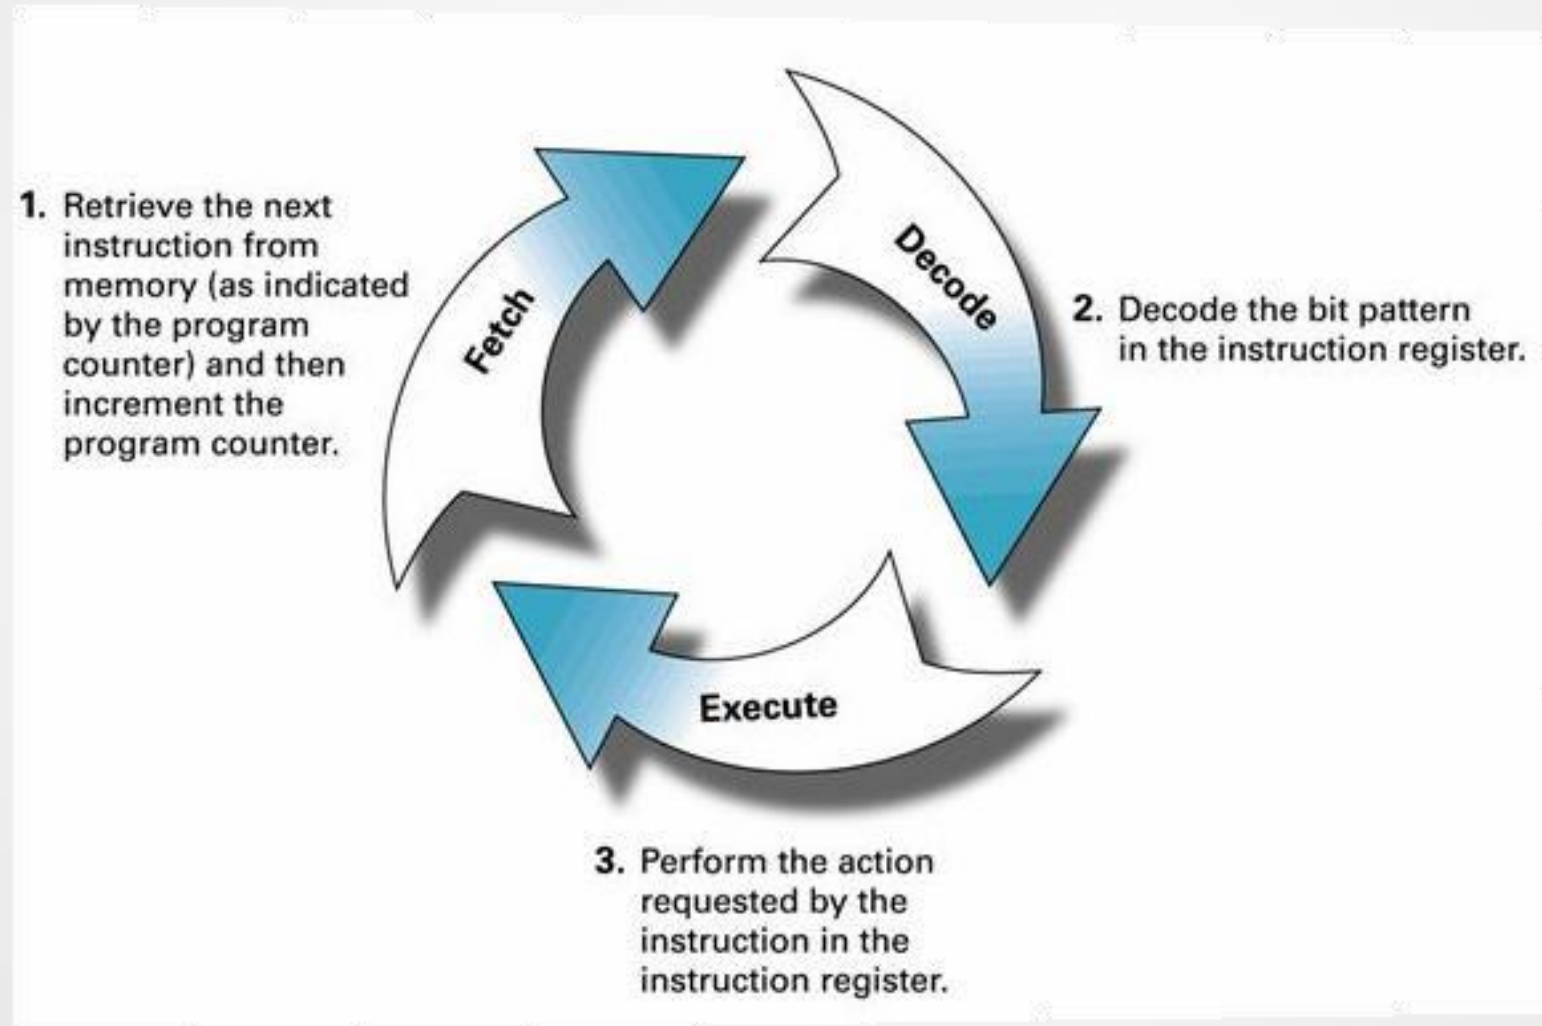 1. Retrieve the next
instruction from
memory (as indicated
by the program
counter) and then
increment the
program counter.
Fetch
Decode
2. Decode the bit pattern
in the instruction register.
Execute
3. Perform the action
requested by the
instruction in the
instruction register.